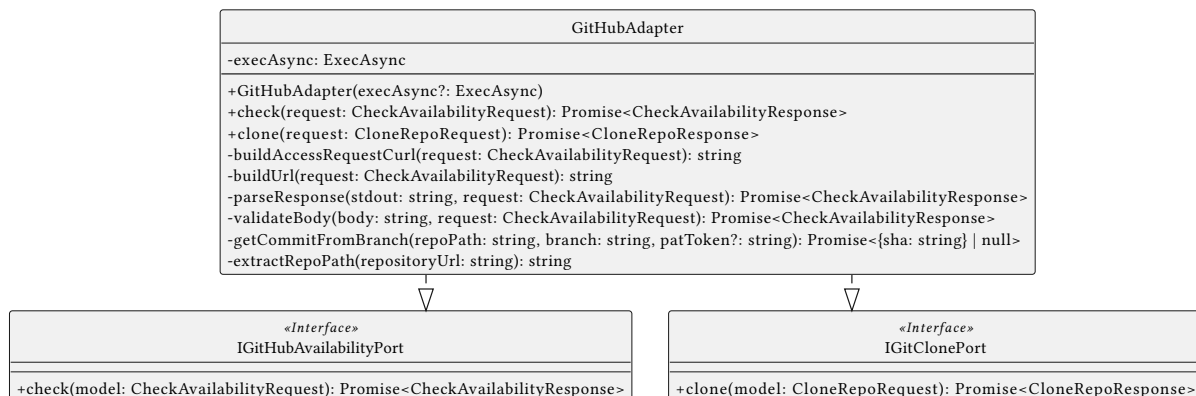 GitHubAdapter
-execAsync: ExecAsync
+GitHubAdapter(execAsync?: ExecAsync)
+check(request: CheckAvailabilityRequest): Promise<CheckAvailabilityResponse>
+clone(request: CloneRepoRequest): Promise<CloneRepoResponse>
-buildAccessRequestCurl(request: CheckAvailabilityRequest): string
-buildUrl(request: CheckAvailabilityRequest): string
-parseResponse(stdout: string, request: CheckAvailabilityRequest): Promise<CheckAvailabilityResponse>
-validateBody(body: string, request: CheckAvailabilityRequest): Promise<CheckAvailabilityResponse>
-getCommitFromBranch(repoPath: string, branch: string, patToken?: string): Promise<{sha: string} | null>
-extractRepoPath(repositoryUrl: string): string
«Interface»
IGitHubAvailabilityPort
+check(model: CheckAvailabilityRequest): Promise<CheckAvailabilityResponse>
«Interface»
IGitClonePort
+clone(model: CloneRepoRequest): Promise<CloneRepoResponse>